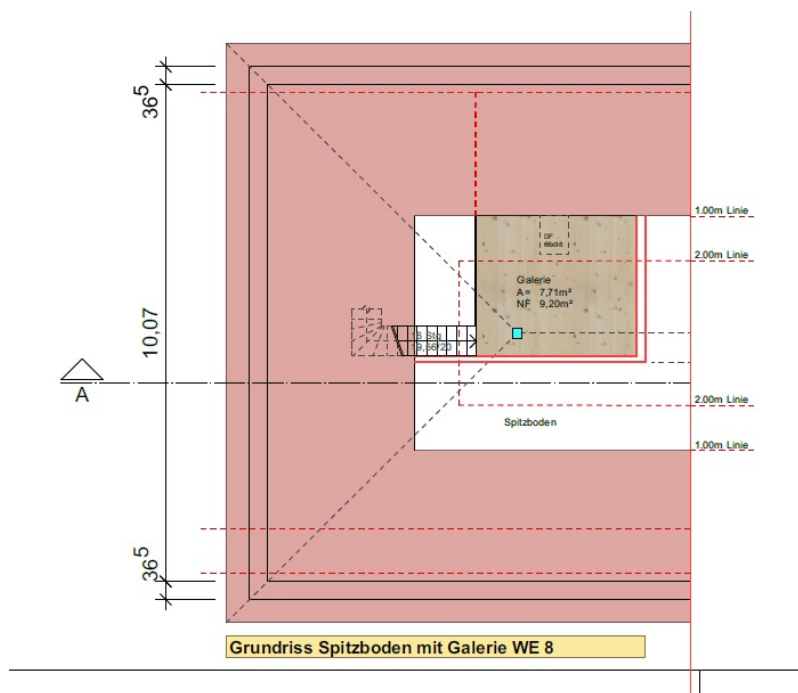 36⁵
1.00m Linie
DF
2.00m Linie
Galerie
A = 7,71m²
NF 9,20m²
10,07
A
2.00m Linie
Spitzboden
1.00m Linie
36⁵
Grundriss Spitzboden mit Galerie WE 8